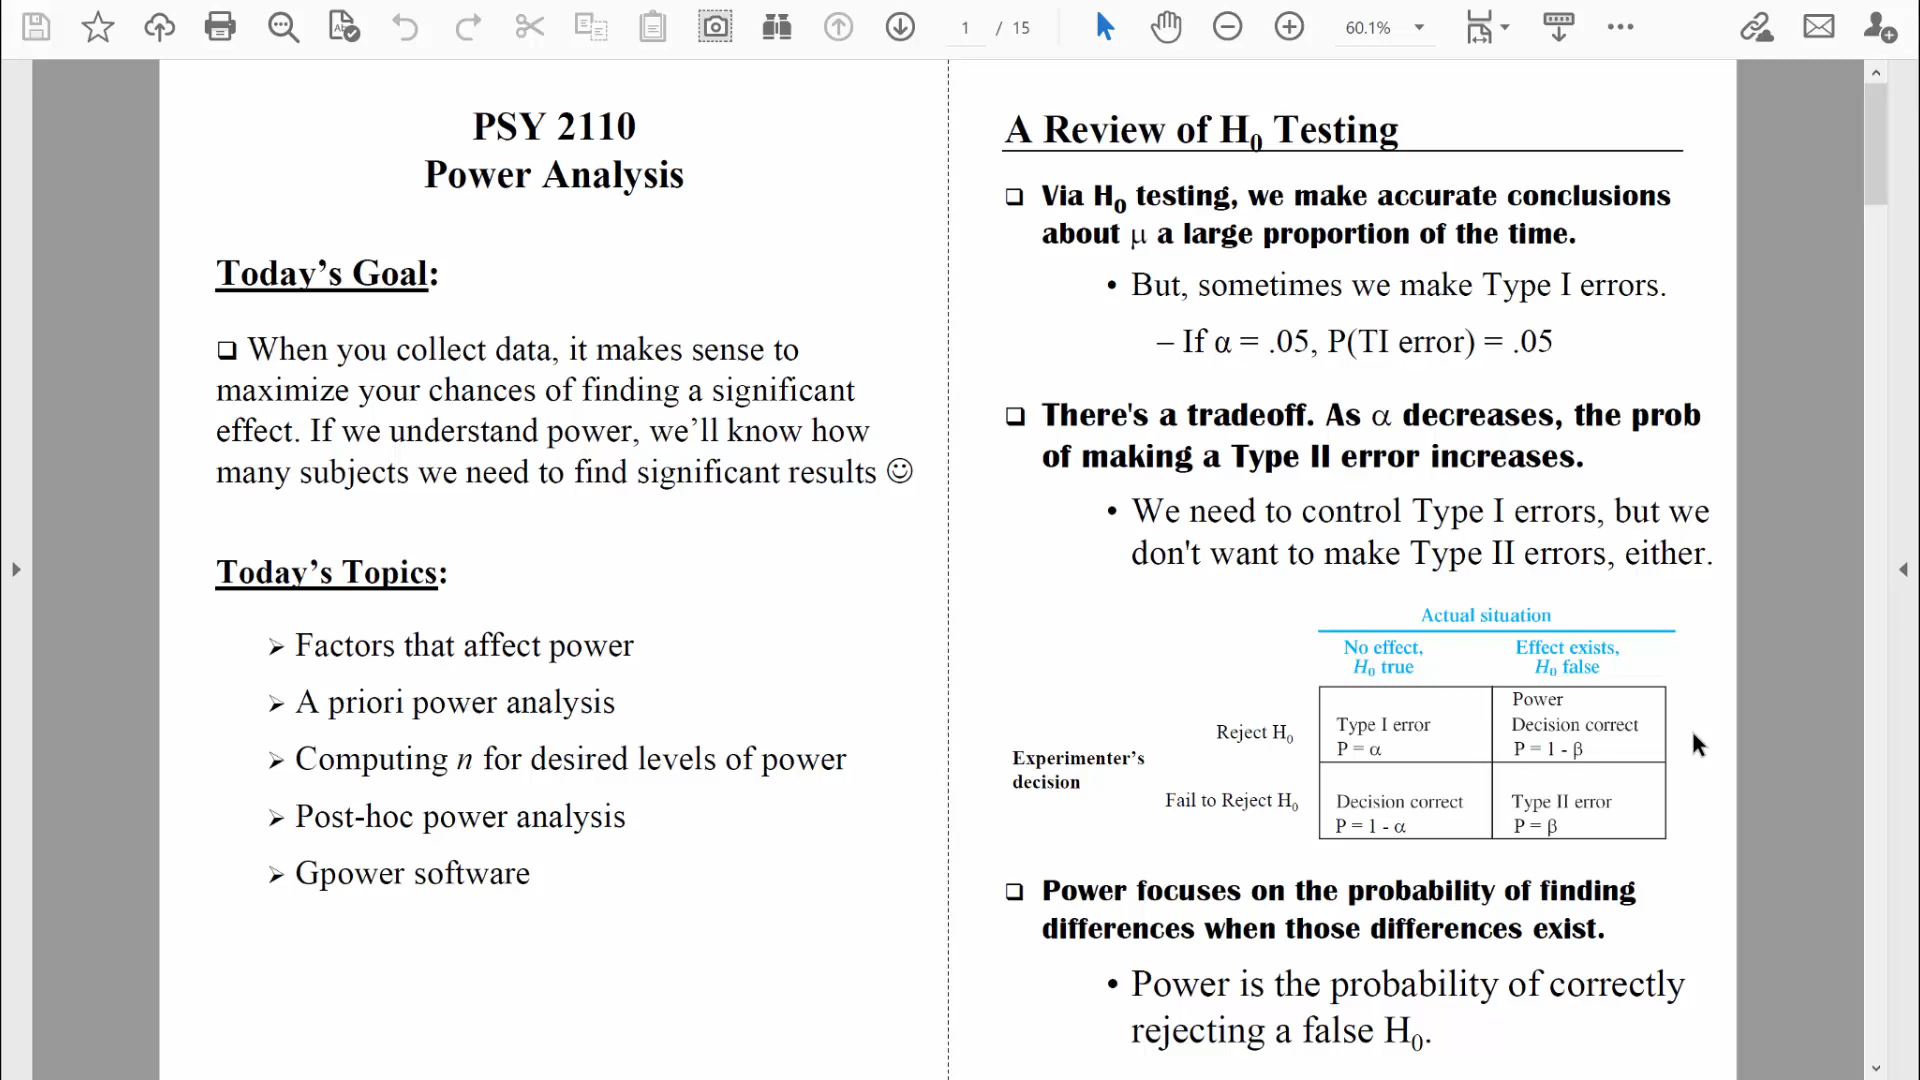 1 / 15
60.1%
PSY 2110
Power Analysis
Today’s Goal:
When you collect data, it makes sense to
maximize your chances of finding a significant
effect. If we understand power, we’ll know how
many subjects we need to find significant results ☺
Today’s Topics:
➢ Factors that affect power
➢ A priori power analysis
➢ Computing n for desired levels of power
➢ Post-hoc power analysis
➢ Gpower software
A Review of H0 Testing
❑ Via H0 testing, we make accurate conclusions
about μ a large proportion of the time.
• But, sometimes we make Type I errors.
– If α = .05, P(TI error) = .05
❑ There's a tradeoff. As α decreases, the prob
of making a Type II error increases.
• We need to control Type I errors, but we
don't want to make Type II errors, either.
Actual situation
No effect, Effect exists,
H0 true H0 false
Power
Reject H0 Type I error Decision correct
P = α P = 1 - β
Experimenter’s
decision
Fail to Reject H0 Decision correct Type II error
P = 1 - α P = β
❑ Power focuses on the probability of finding
differences when those differences exist.
• Power is the probability of correctly
rejecting a false H0.